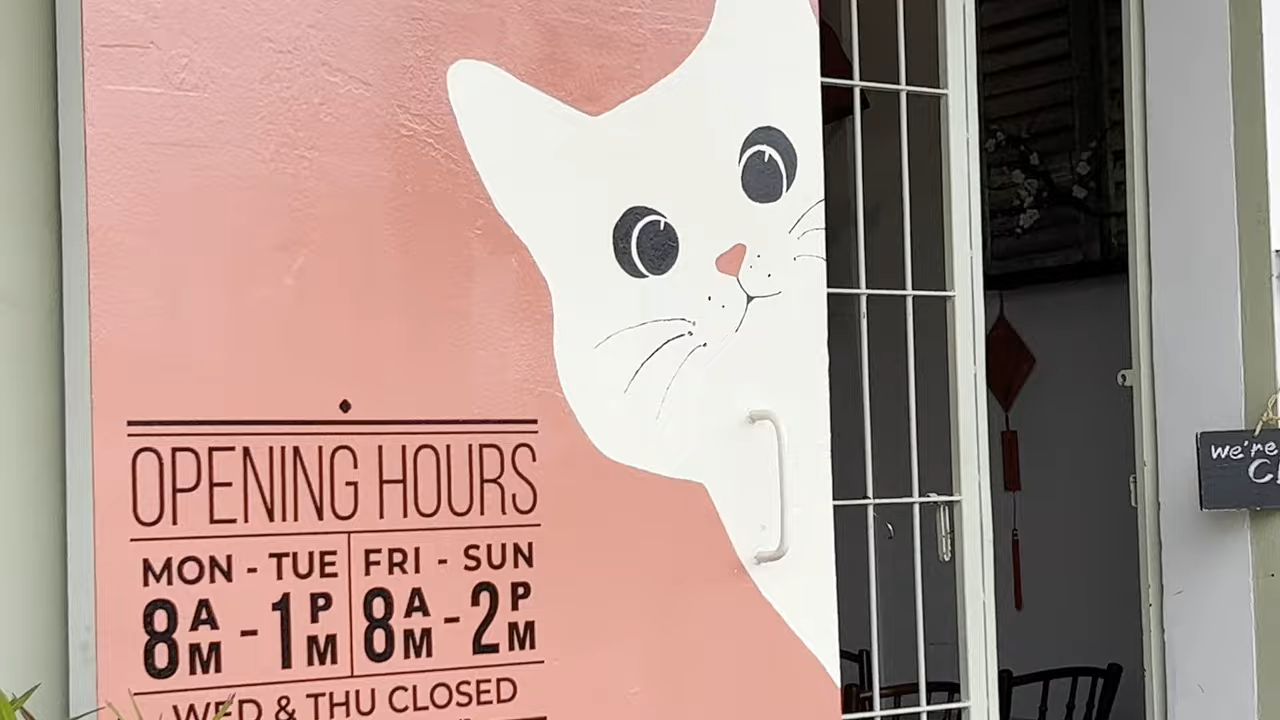 OPENING HOURS
MON - TUE
8AM - 1PM
FRI - SUN
8AM - 2PM
WED & THU CLOSED
we're